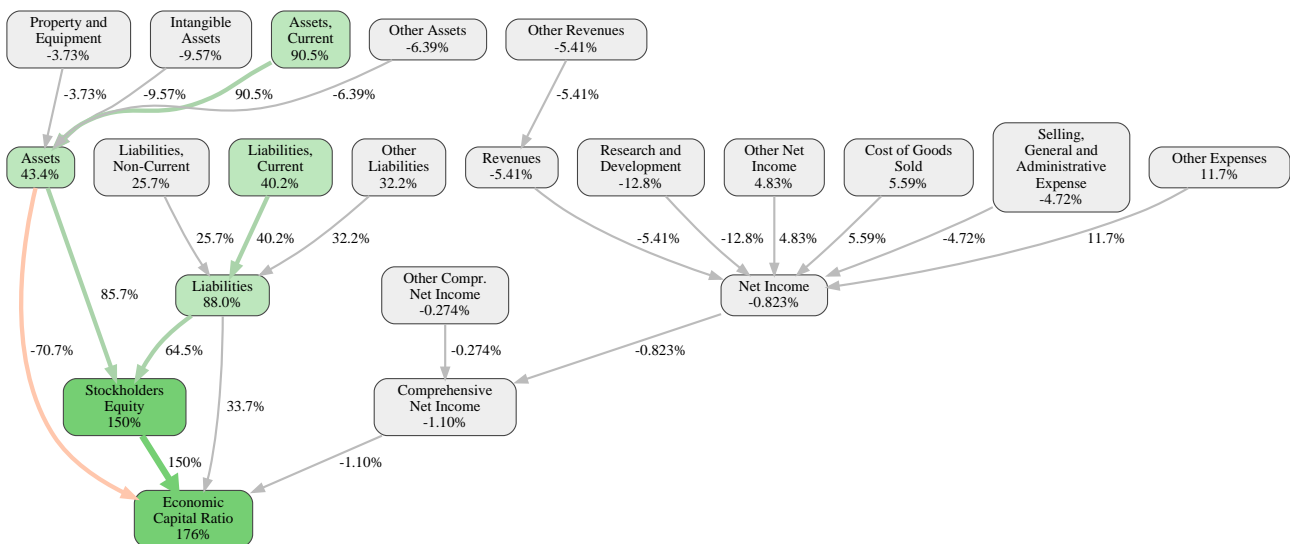 Property and
Equipment
-3.73%
Intangible
Assets
-9.57%
Assets,
Current
90.5%
Other Assets
-6.39%
Other Revenues
-5.41%
-3.73%
-9.57%
90.5%
-6.39%
-5.41%
Assets
43.4%
Liabilities,
Non-Current
25.7%
Liabilities,
Current
40.2%
Other
Liabilities
32.2%
Revenues
-5.41%
Research and
Development
-12.8%
Other Net
Income
4.83%
Cost of Goods
Sold
5.59%
Selling,
General and
Administrative
Expense
-4.72%
Other Expenses
11.7%
25.7%
40.2%
32.2%
-5.41%
-12.8%
4.83%
5.59%
-4.72%
11.7%
85.7%
Liabilities
88.0%
Other Compr.
Net Income
-0.274%
Net Income
-0.823%
-70.7%
64.5%
-0.274%
-0.823%
Stockholders
Equity
150%
33.7%
Comprehensive
Net Income
-1.10%
150%
-1.10%
Economic
Capital Ratio
176%